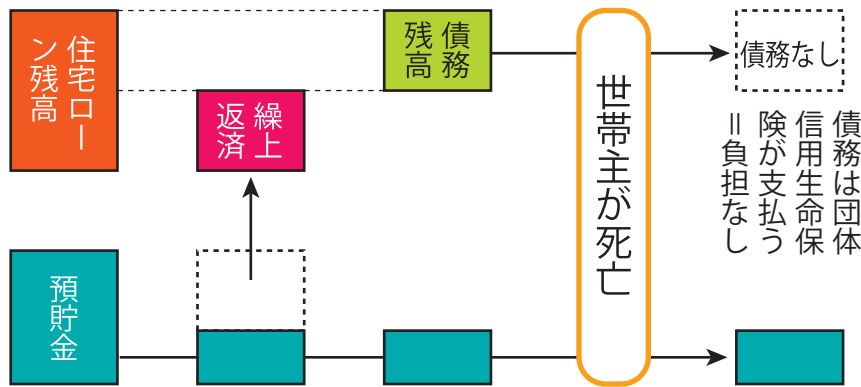 住宅ロー
ン残高
繰上
返済
債務
残高
預貯金
世帯主が死亡
債務なし
債務は団体
信用生命保
険が支払う
＝負担なし